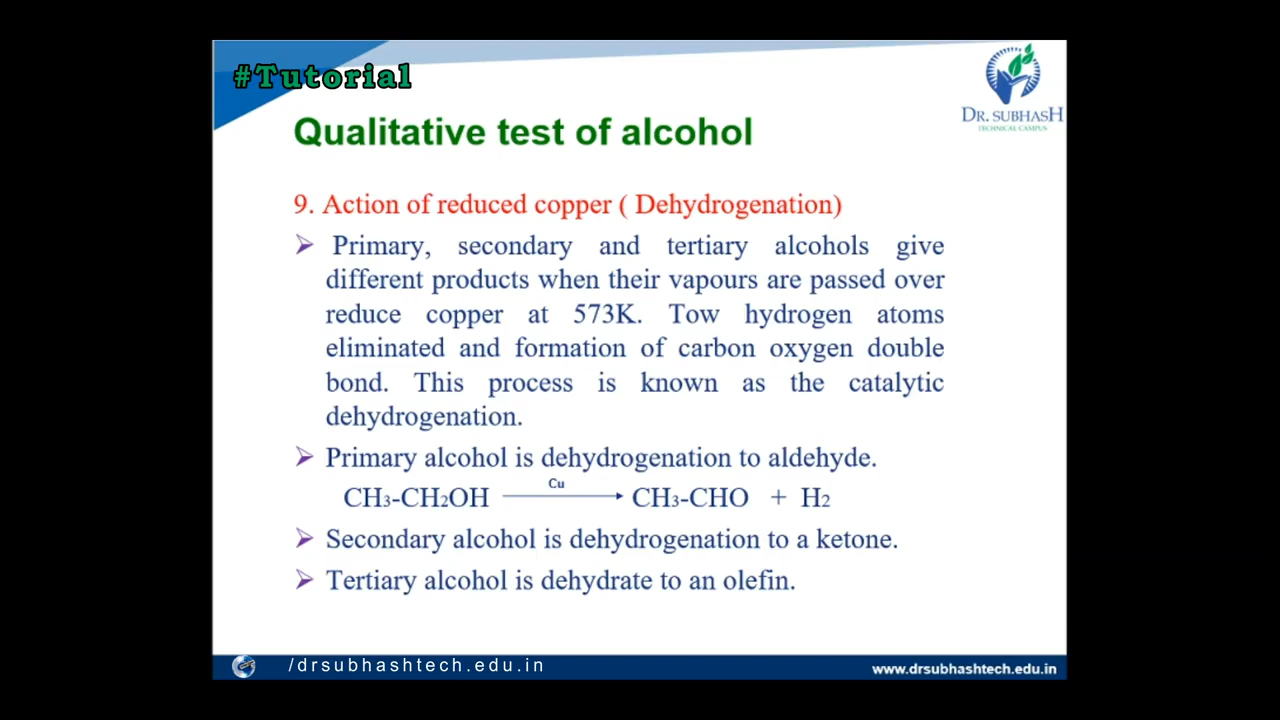 #Tutorial
DR. SUBHASH
TECHNICAL CAMPUS
Qualitative test of alcohol
9. Action of reduced copper ( Dehydrogenation)
➢ Primary, secondary and tertiary alcohols give
different products when their vapours are passed over
reduce copper at 573K. Tow hydrogen atoms
eliminated and formation of carbon oxygen double
bond. This process is known as the catalytic
dehydrogenation.
➢ Primary alcohol is dehydrogenation to aldehyde.
Cu
CH3-CH2OH ⟶ CH3-CHO + H2
➢ Secondary alcohol is dehydrogenation to a ketone.
➢ Tertiary alcohol is dehydrate to an olefin.
/drsubhashtech.edu.in
www.drsubhashtech.edu.in